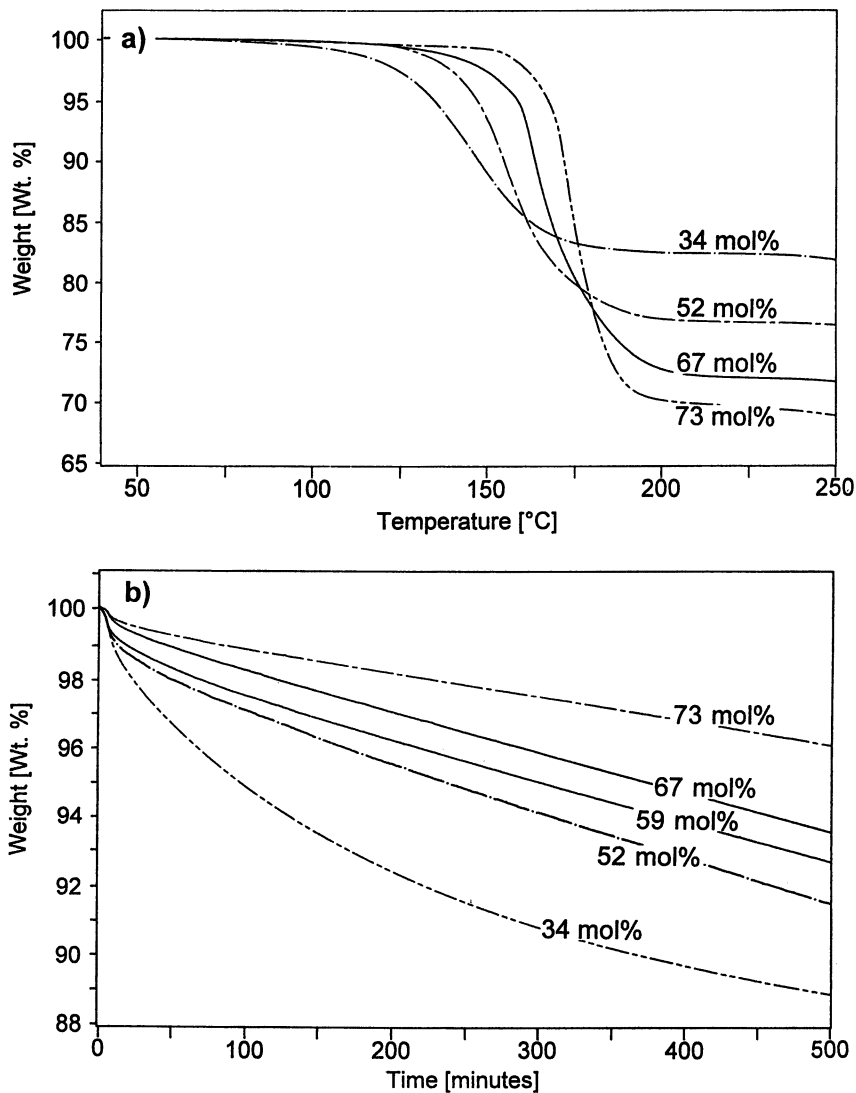 a)
100
95
90
85
80
75
70
65
Weight [Wt. %]
34 mol%
52 mol%
67 mol%
73 mol%
50
100
150
200
250
Temperature [°C]
b)
100
98
96
94
92
90
88
Weight [Wt. %]
73 mol%
67 mol%
59 mol%
52 mol%
34 mol%
0
100
200
300
400
500
Time [minutes]